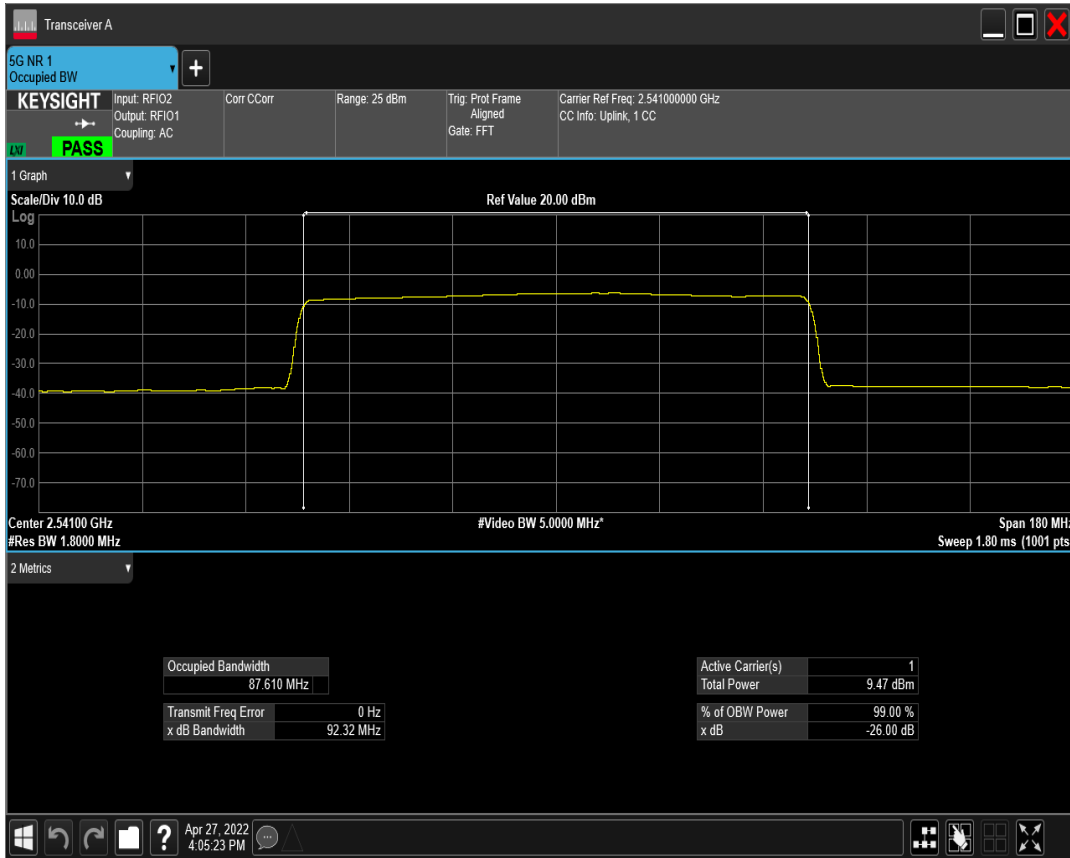 Transceiver A
5G NR 1
Occupied BW
+
KEYSIGHT
LXI
PASS
Input: RFIO2
Output: RFIO1
Coupling: AC
Corr CCorr
Range: 25 dBm
Trig: Prot Frame
Aligned
Gate: FFT
Carrier Ref Freq: 2.541000000 GHz
CC Info: Uplink, 1 CC
1 Graph
Scale/Div 10.0 dB
Ref Value 20.00 dBm
Log
10.0
0.00
-10.0
-20.0
-30.0
-40.0
-50.0
-60.0
-70.0
Center 2.54100 GHz
#Video BW 5.0000 MHz*
Span 180 MHz
#Res BW 1.8000 MHz
Sweep 1.80 ms (1001 pts
2 Metrics
Occupied Bandwidth
87.610 MHz
Transmit Freq Error 0 Hz
x dB Bandwidth 92.32 MHz
Active Carrier(s) 1
Total Power 9.47 dBm
% of OBW Power 99.00 %
x dB -26.00 dB
?
Apr 27, 2022
4:05:23 PM